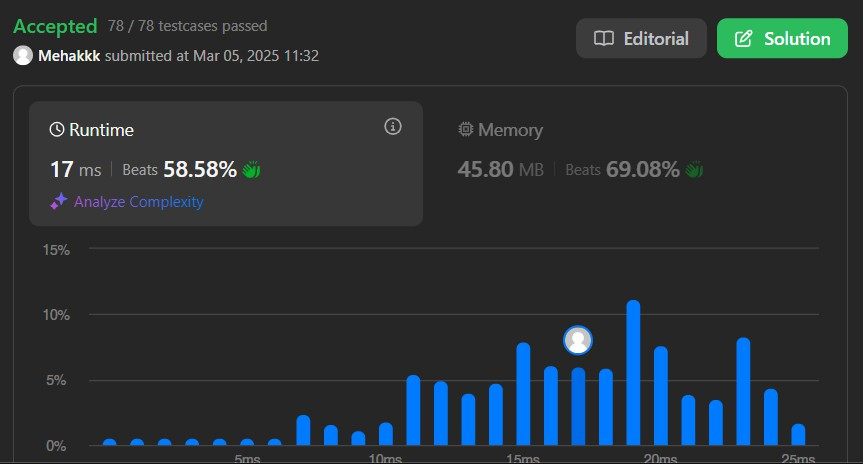 Accepted 78 / 78 testcases passed
Mehakkk submitted at Mar 05, 2025 11:32
Editorial
Solution
Runtime
17 ms Beats 58.58%
Analyze Complexity
Memory
45.80 MB Beats 69.08%
15%
10%
5%
0%
5ms 10ms 15ms 20ms 25ms